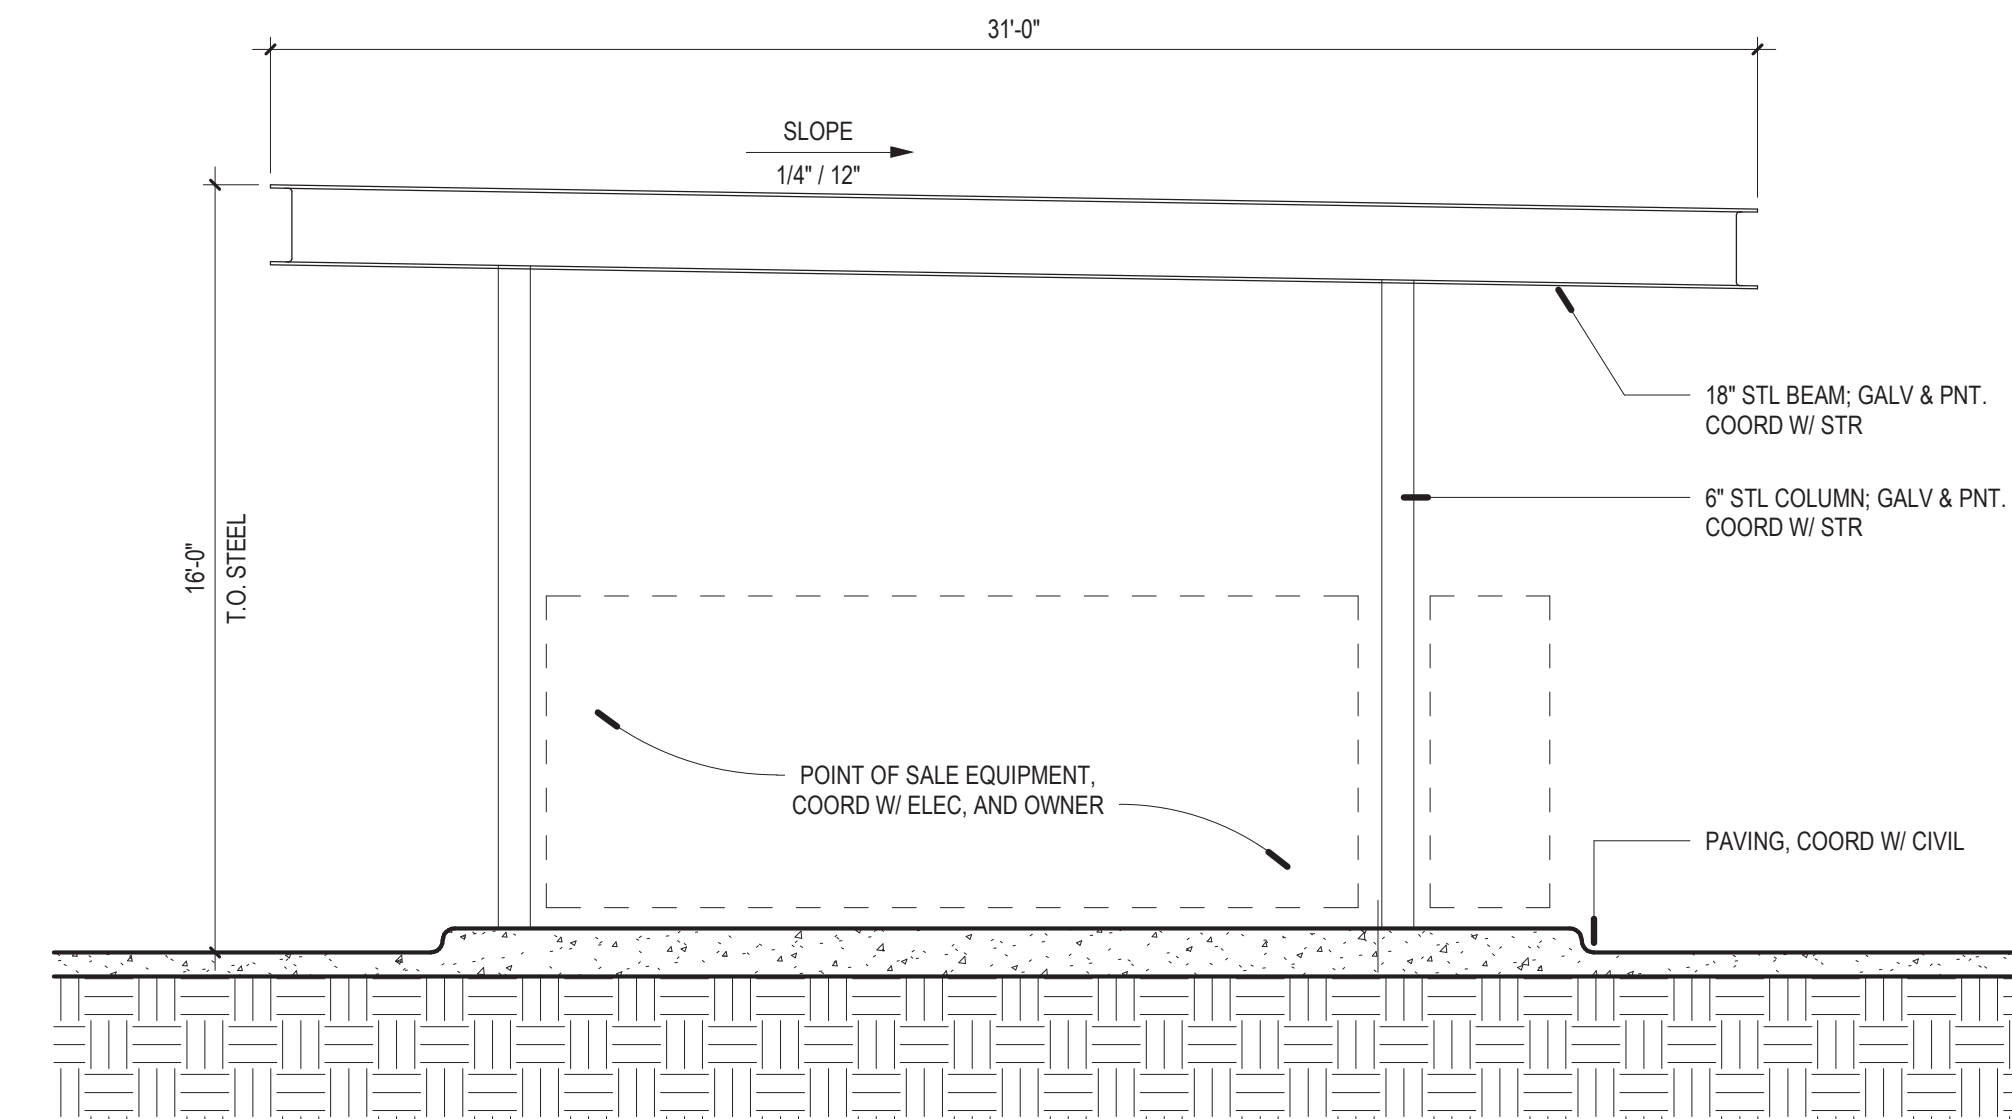 31'-0"
SLOPE
1/4" / 12"
18" STL BEAM; GALV & PNT.
COORD W/ STR
6" STL COLUMN; GALV & PNT.
COORD W/ STR
16'-0"
T.O. STEEL
POINT OF SALE EQUIPMENT,
COORD W/ ELEC, AND OWNER
PAVING, COORD W/ CIVIL